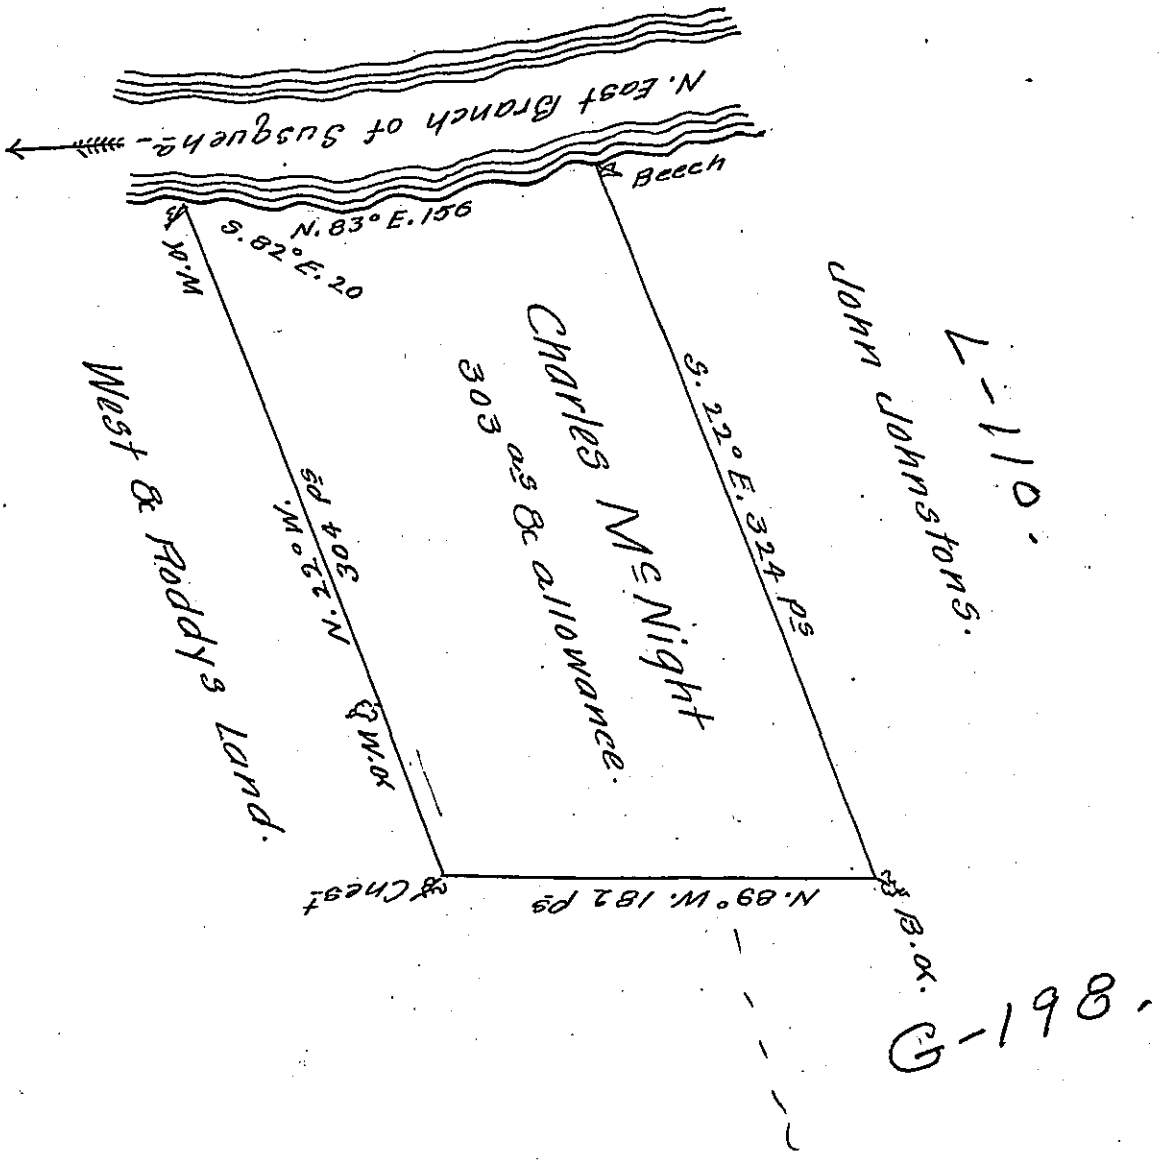 N. East Branch of Susqueha-
Beech
W.o.
S. 82° E. 20
N. 83° E. 156
John Johnstons.
L-110.
Charles McNight
303 as & allowance.
S. 22° E. 324 ps
West & Roddys Land.
N. 22° W.
304 ps
W.o.
Chest
N. 89° W. 182 ps
B.o.
G-198.